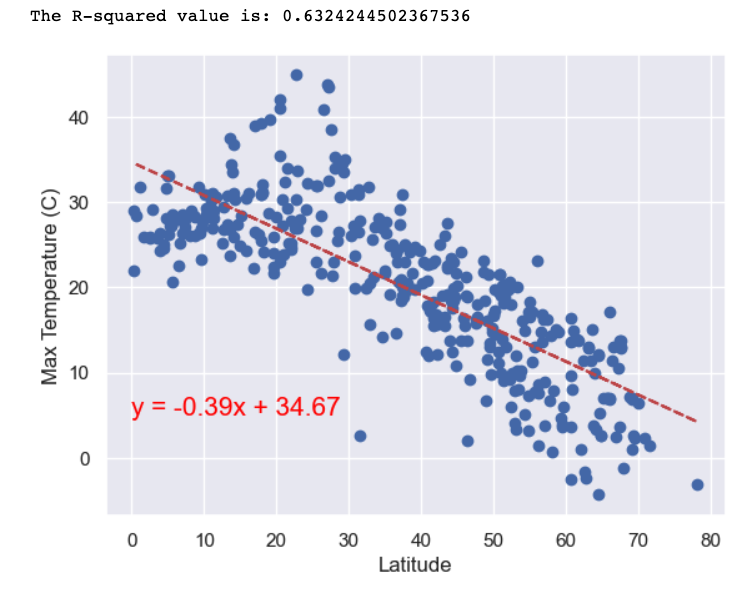 The R-squared value is: 0.6324244502367536
40
30
20
10
0
Max Temperature (C)
y = -0.39x + 34.67
0 10 20 30 40 50 60 70 80
Latitude